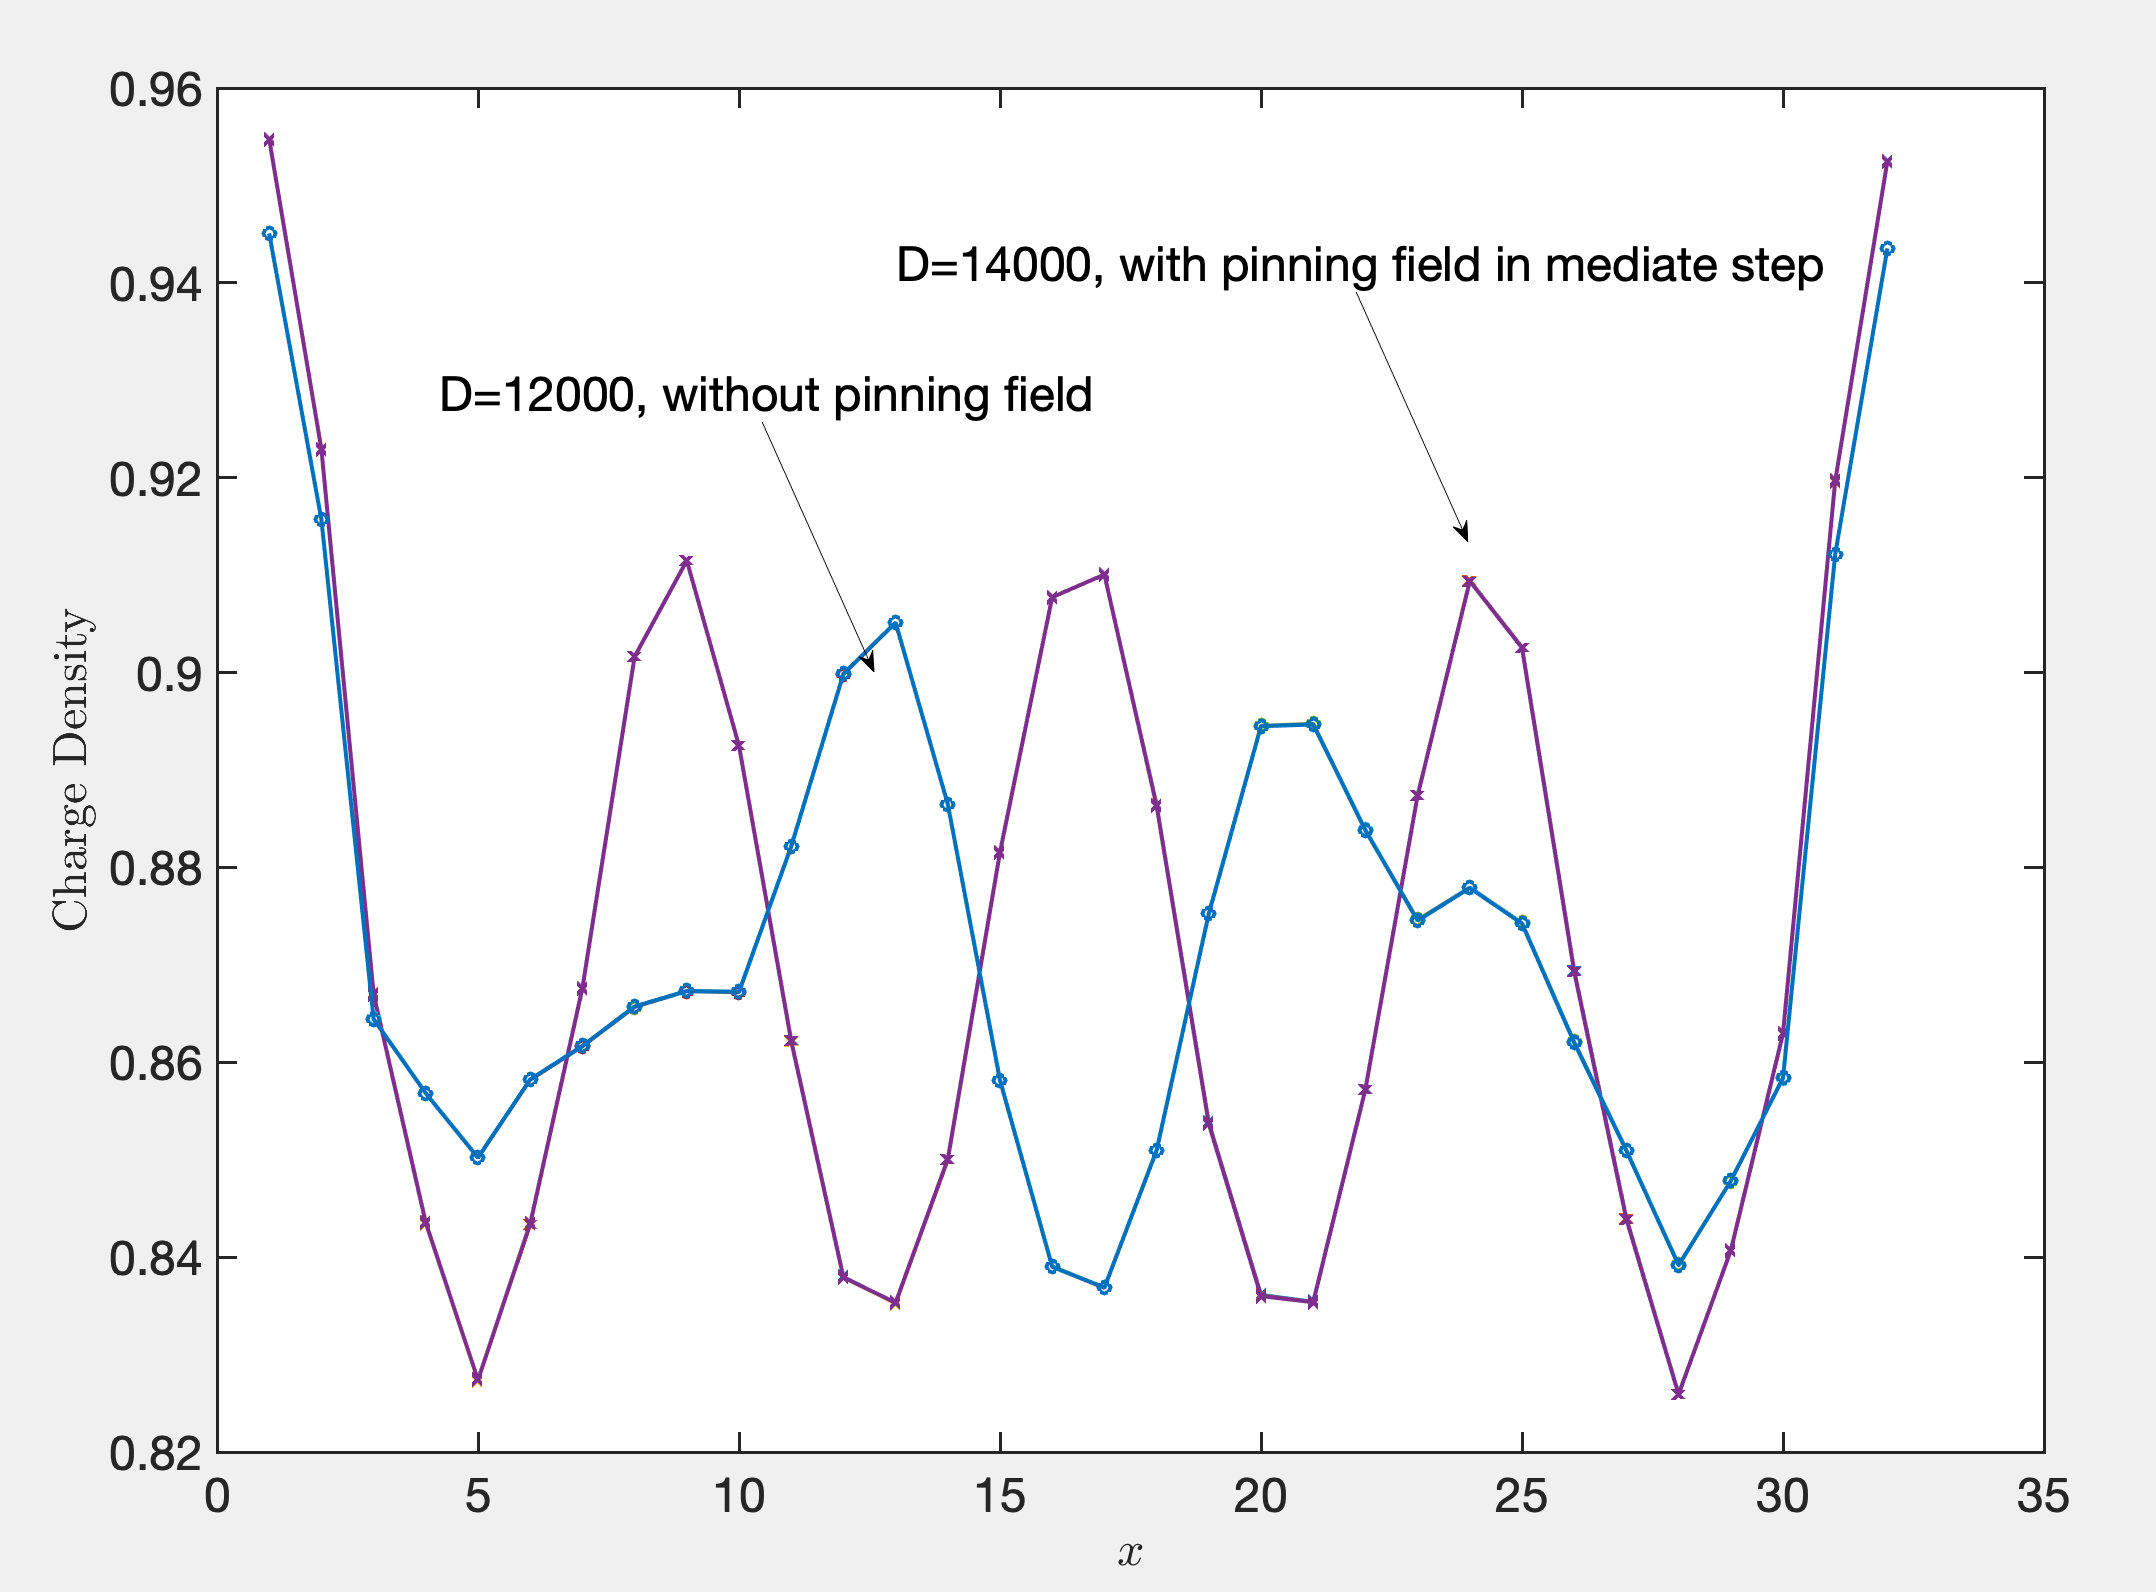 0.96
0.94
0.92
0.9
0.88
0.86
0.84
0.82
Charge Density
D=14000, with pinning field in mediate step
D=12000, without pinning field
0 5 10 15 20 25 30 35
x